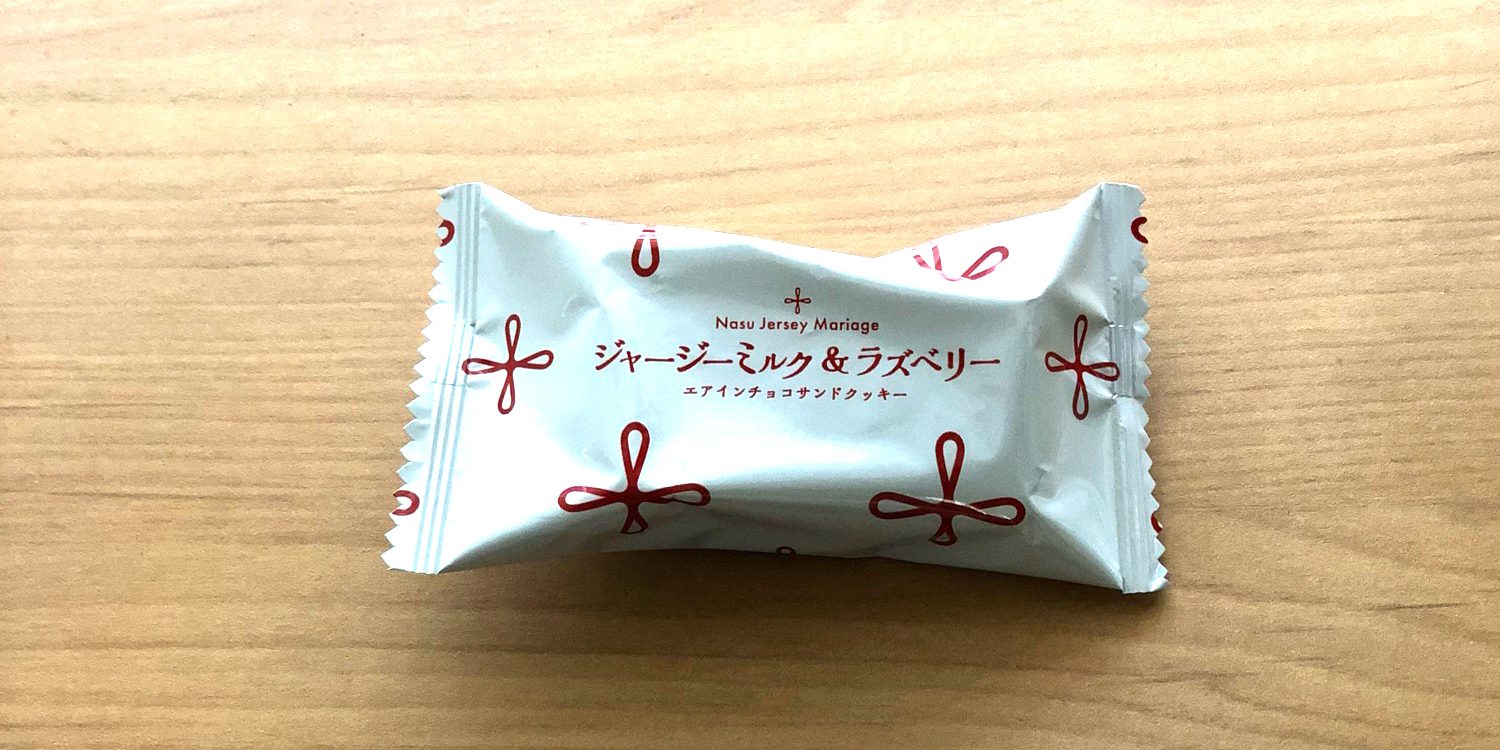 Nasu Jersey Mariage
ジャージーミルク&ラズベリー
エアインチョコサンドクッキー